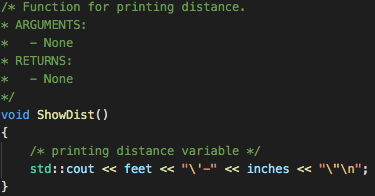 /* Function for printing distance.
* ARGUMENTS:
*   - None
* RETURNS:
*   - None
*/
void ShowDist()
{
    /* printing distance variable */
    std::cout << feet << "\'-" << inches << "\"\n";
}